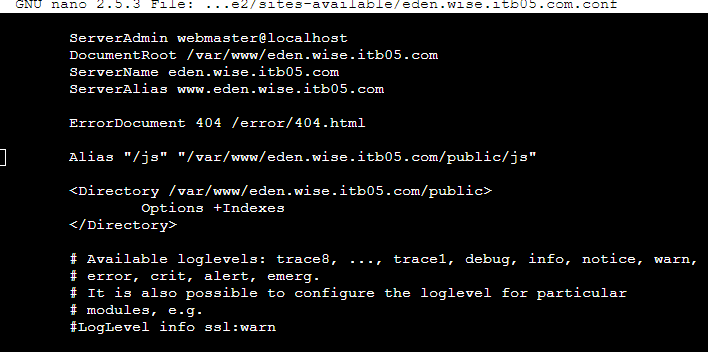 GNU nano 2.5.3 File: ...e2/sites-available/eden.wise.itb05.com.conf
ServerAdmin webmaster@localhost
DocumentRoot /var/www/eden.wise.itb05.com
ServerName eden.wise.itb05.com
ServerAlias www.eden.wise.itb05.com
ErrorDocument 404 /error/404.html
Alias "/js" "/var/www/eden.wise.itb05.com/public/js"
<Directory /var/www/eden.wise.itb05.com/public>
Options +Indexes
</Directory>
# Available loglevels: trace8, ..., trace1, debug, info, notice, warn,
# error, crit, alert, emerg.
# It is also possible to configure the loglevel for particular
# modules, e.g.
#LogLevel info ssl:warn